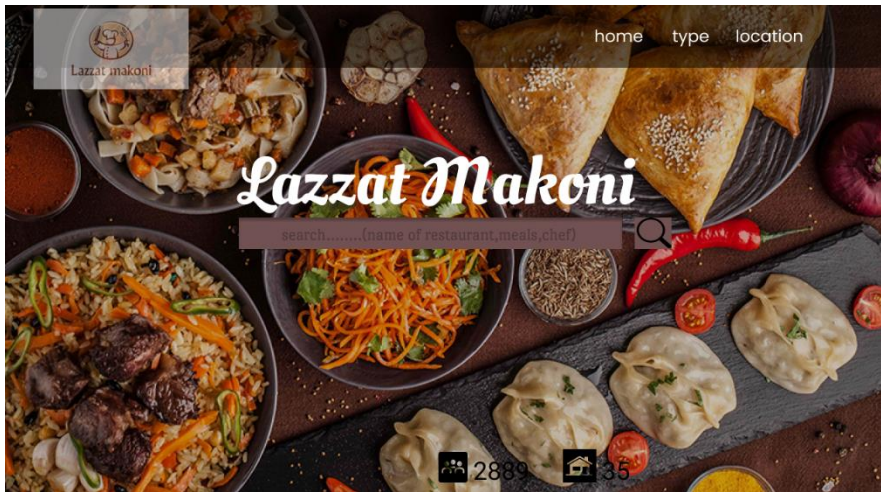 Lazzat makoni
home type location
Lazzat Makoni
search.........(name of restaurant,meals,chef)
2889 35